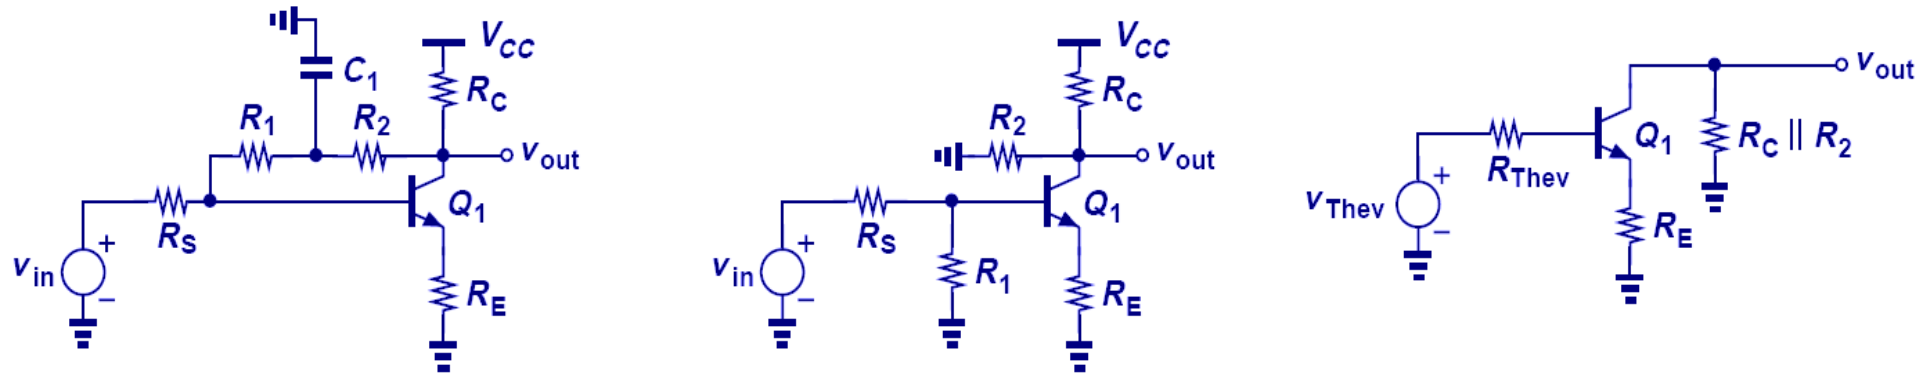 C1
VCC
RC
R1
R2
vout
Q1
RS
vin
+
−
RE
VCC
RC
R2
vout
Q1
RS
vin
+
−
R1
RE
vout
Q1
RC || R2
RThev
vThev
+
−
RE